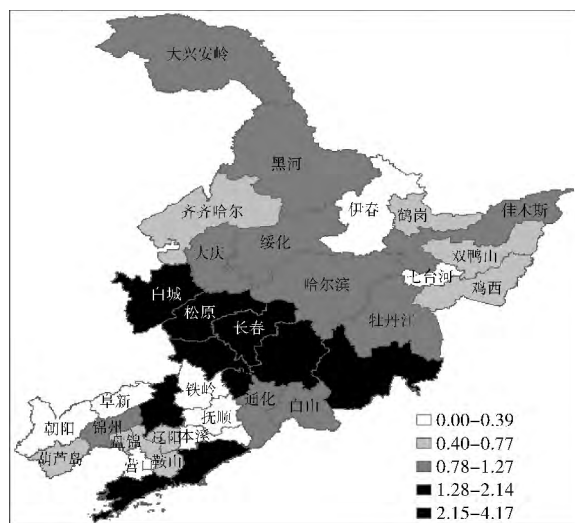 大兴安岭
黑河
齐齐哈尔
伊春
鹤岗
佳木斯
大庆
绥化
双鸭山
哈尔滨
七台河
鸡西
白城
松原
长春
牡丹江
铁岭
阜新
抚顺
通化
白山
朝阳
锦州
盘锦
辽阳
本溪
葫芦岛
营口
鞍山
0.00-0.39
0.40-0.77
0.78-1.27
1.28-2.14
2.15-4.17